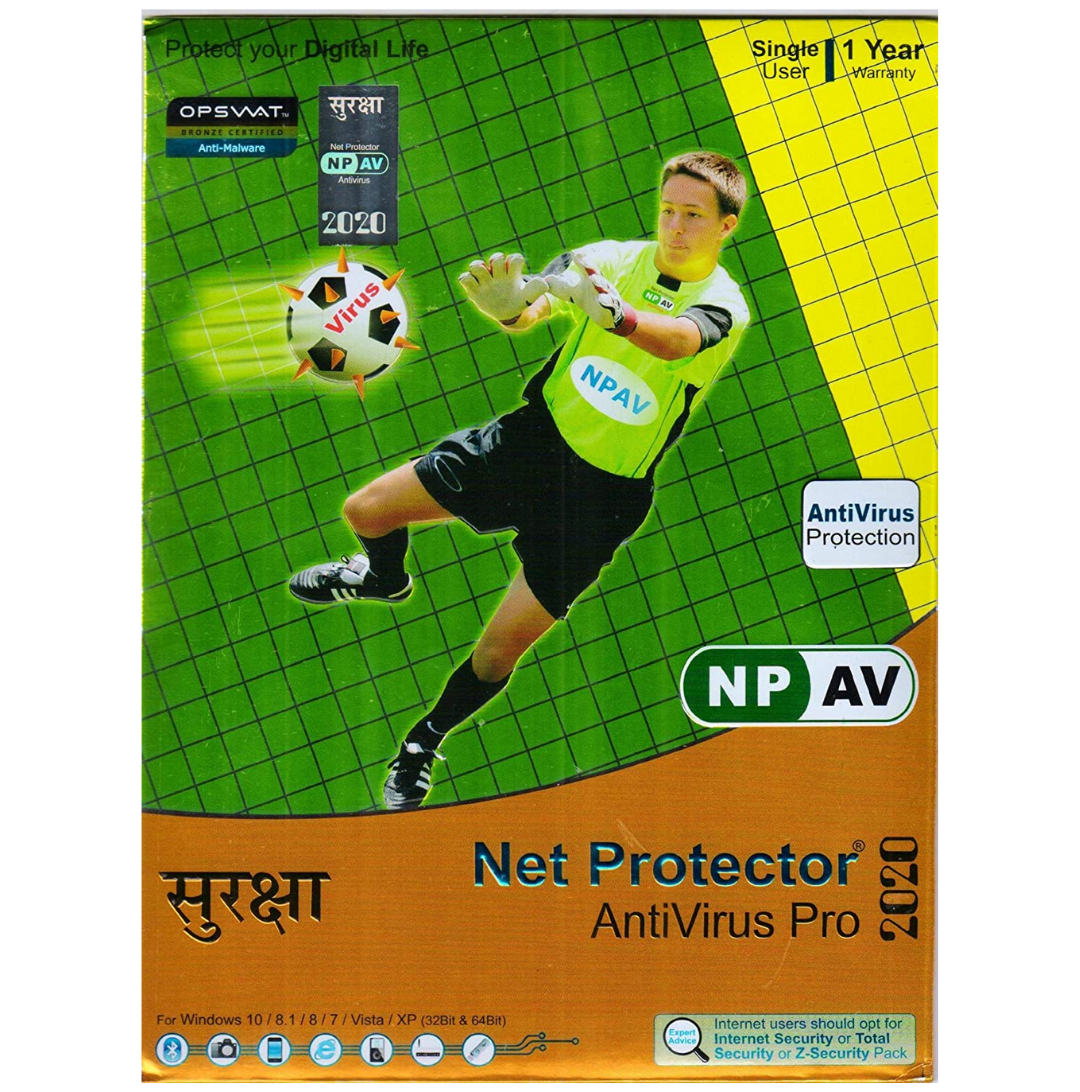 Protect your Digital Life
Single User | 1 Year Warranty
OPSWAT™
BRONZE CERTIFIED
Anti-Malware
सुरक्षा
Net Protector
NP AV
Antivirus
2020
Virus
NP AV
NPAV
AntiVirus
Protection
NP AV
सुरक्षा
Net Protector®
AntiVirus Pro
2020
For Windows 10 / 8.1 / 8 / 7 / Vista / XP (32Bit & 64Bit)
Expert
Advice
Internet users should opt for
Internet Security or Total
Security or Z-Security Pack